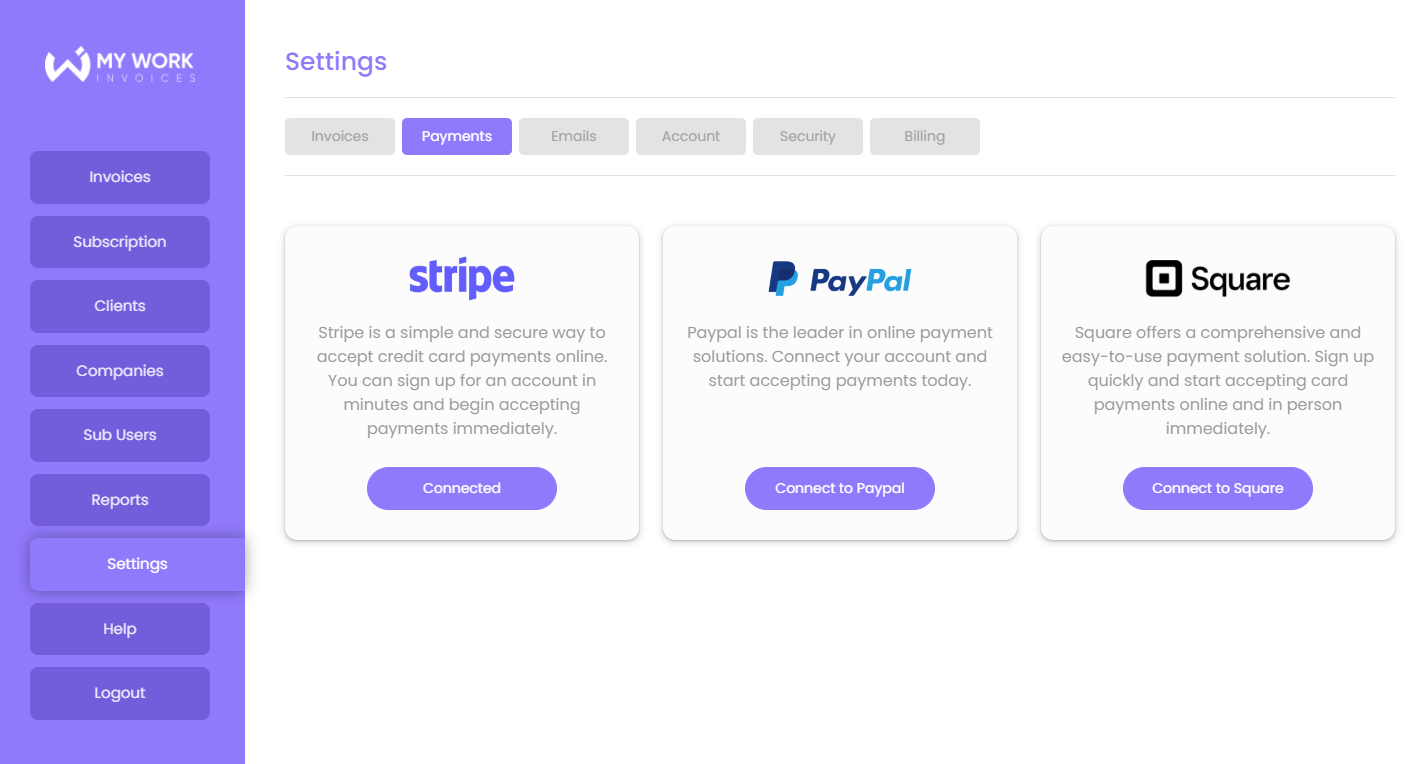 MY WORK
INVOICES
Invoices
Subscription
Clients
Companies
Sub Users
Reports
Settings
Help
Logout
Settings
Invoices
Payments
Emails
Account
Security
Billing
stripe
Stripe is a simple and secure way to
accept credit card payments online.
You can sign up for an account in
minutes and begin accepting
payments immediately.
Connected
PayPal
Paypal is the leader in online payment
solutions. Connect your account and
start accepting payments today.
Connect to Paypal
Square
Square offers a comprehensive and
easy-to-use payment solution. Sign up
quickly and start accepting card
payments online and in person
immediately.
Connect to Square